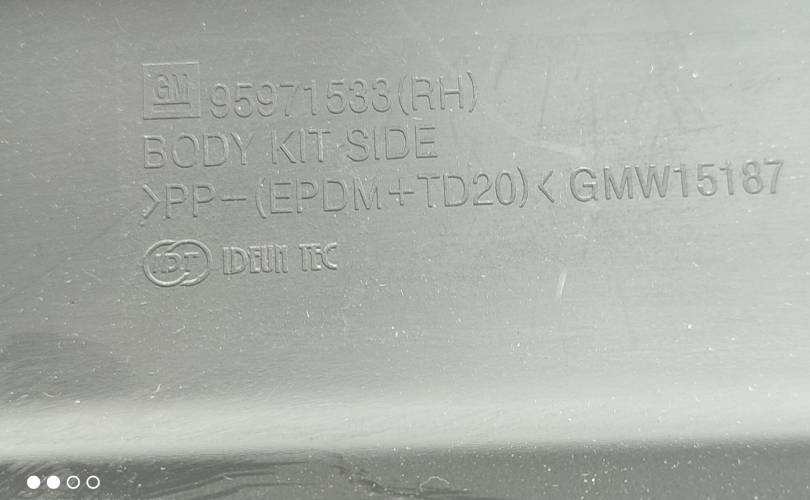 GM 95971533(RH)
BODY KIT SIDE
>PP-(EPDM+TD20)< GMW15187
IDT IDEUN TEC